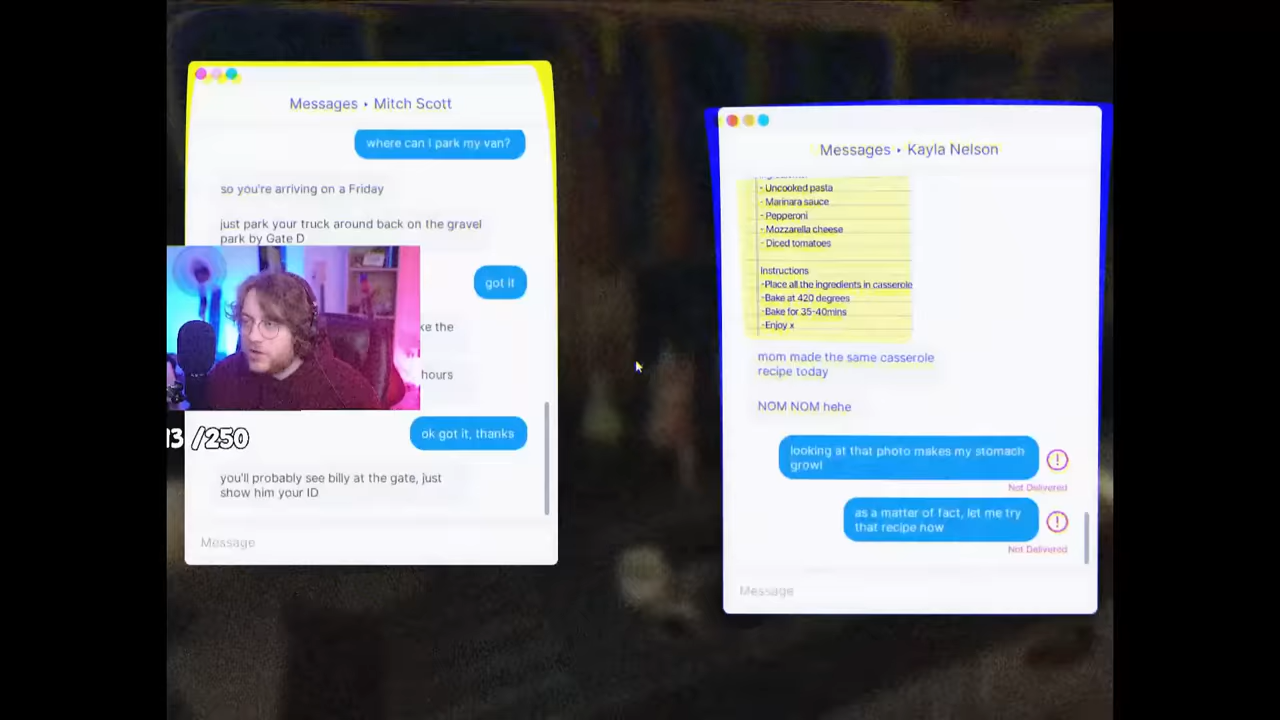 Messages • Mitch Scott
where can I park my van?
so you're arriving on a Friday
just park your truck around back on the gravel
park by Gate D
got it
ke the
hours
ok got it, thanks
you'll probably see billy at the gate, just
show him your ID
Message
13 /250
Messages • Kayla Nelson
- Uncooked pasta
- Marinara sauce
- Pepperoni
- Mozzarella cheese
- Diced tomatoes
Instructions
-Place all the ingredients in casserole
-Bake at 420 degrees
-Bake for 35-40mins
-Enjoy x
mom made the same casserole
recipe today
NOM NOM hehe
looking at that photo makes my stomach
growl
Not Delivered
as a matter of fact, let me try
that recipe now
Not Delivered
Message